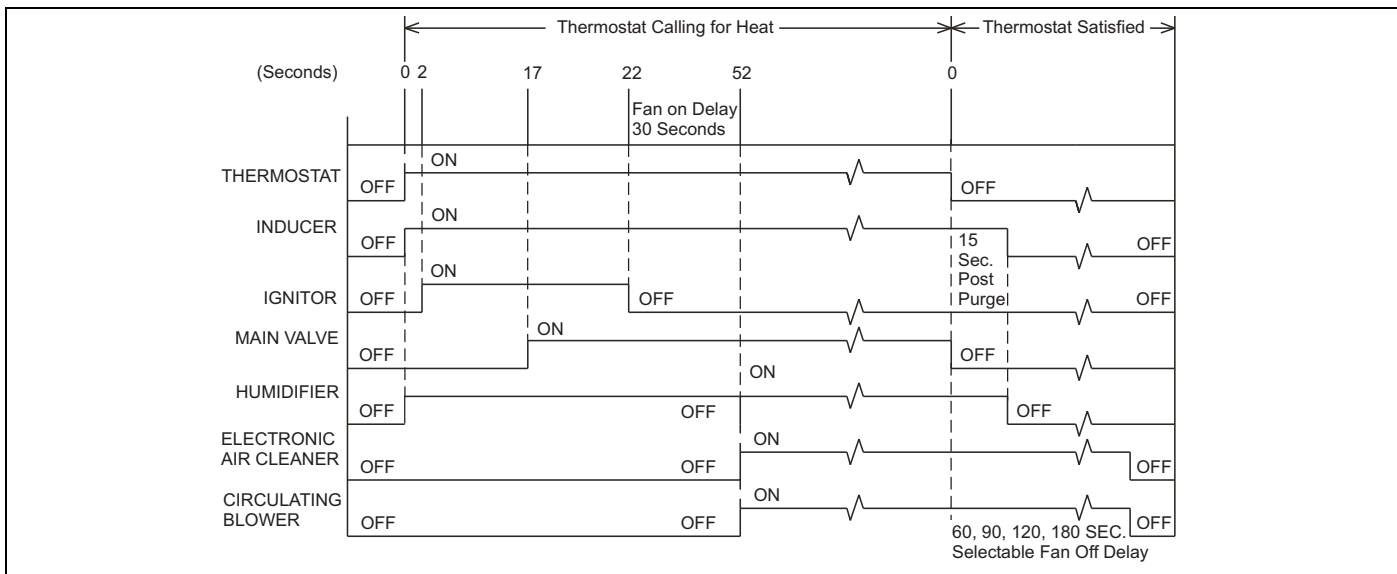 Thermostat Calling for Heat Thermostat Satisfied
(Seconds) 0 2 17 22 52 0
Fan on Delay
30 Seconds
THERMOSTAT OFF ON OFF
INDUCER OFF ON OFF
15
Sec.
Post
Purge
IGNITOR OFF ON OFF OFF
MAIN VALVE OFF ON OFF
HUMIDIFIER OFF OFF ON OFF
ELECTRONIC
AIR CLEANER OFF OFF ON OFF
CIRCULATING
BLOWER OFF OFF ON OFF
60, 90, 120, 180 SEC.
Selectable Fan Off Delay